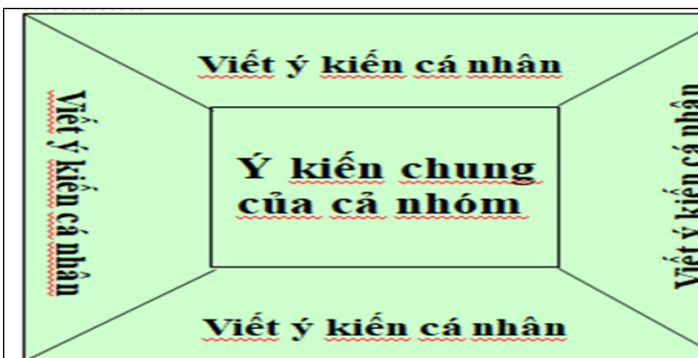 Viết ý kiến cá nhân
Viết ý kiến cá nhân
Ý kiến chung
của cả nhóm
Viết ý kiến cá nhân
Viết ý kiến cá nhân